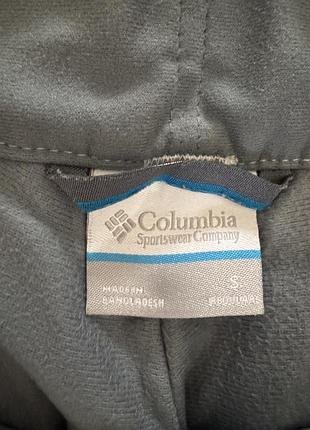 Columbia
Sportswear Company
MADE IN
BANGLADESH
S
REGULAR